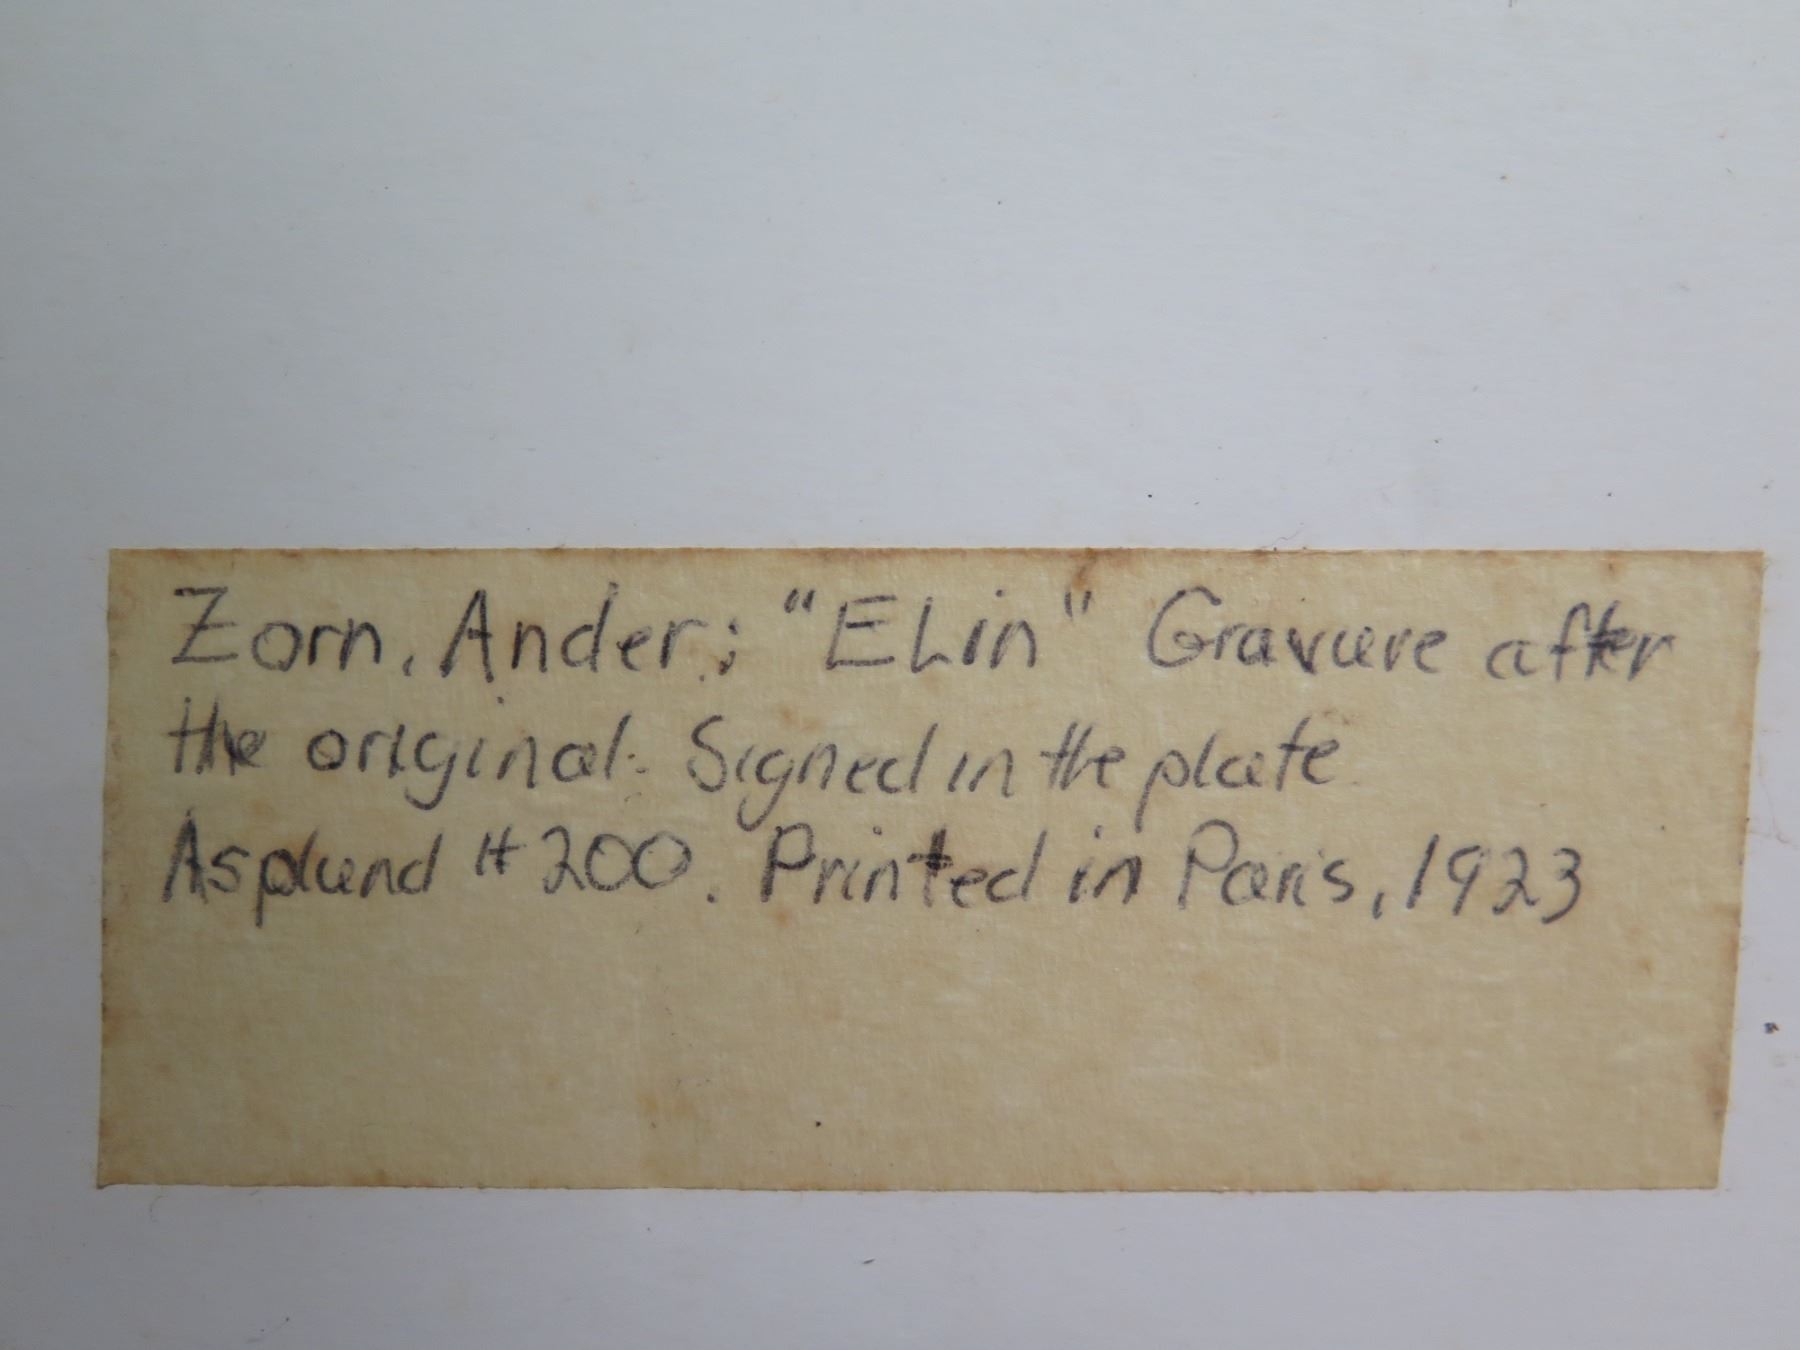 Zorn, Ander; "ELin" Gravure after
the original. Signed in the plate
Asplund #200. Printed in Paris, 1923